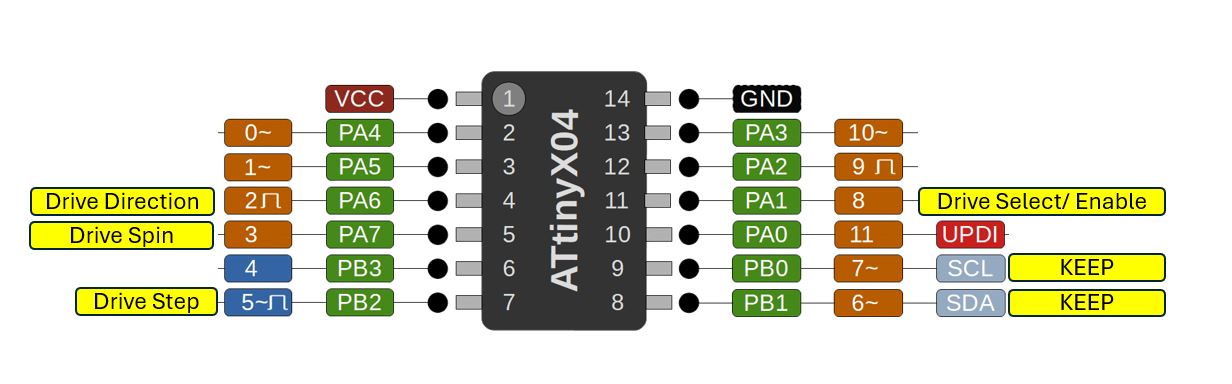 VCC 1 14 GND
0~ PA4 2 13 PA3 10~
1~ PA5 3 12 PA2 9
Drive Direction 2 PA6 4 11 PA1 8 Drive Select/ Enable
Drive Spin 3 PA7 5 10 PA0 11 UPDI
4 PB3 6 9 PB0 7~ SCL KEEP
Drive Step 5~ PB2 7 8 PB1 6~ SDA KEEP
ATtinyX04